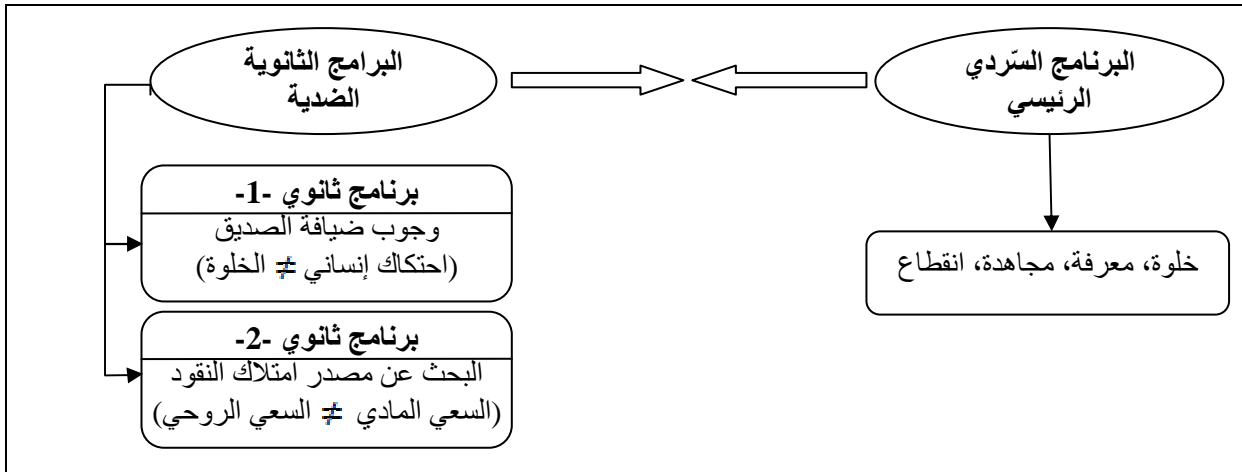 البرنامج السّردي
الرئيسي
البرامج الثانوية
الضدية
خلوة، معرفة، مجاهدة، انقطاع
برنامج ثانوي -1-
وجوب ضيافة الصديق
(احتكاك إنساني ≠ الخلوة)
برنامج ثانوي -2-
البحث عن مصدر امتلاك النقود
(السعي المادي ≠ السعي الروحي)